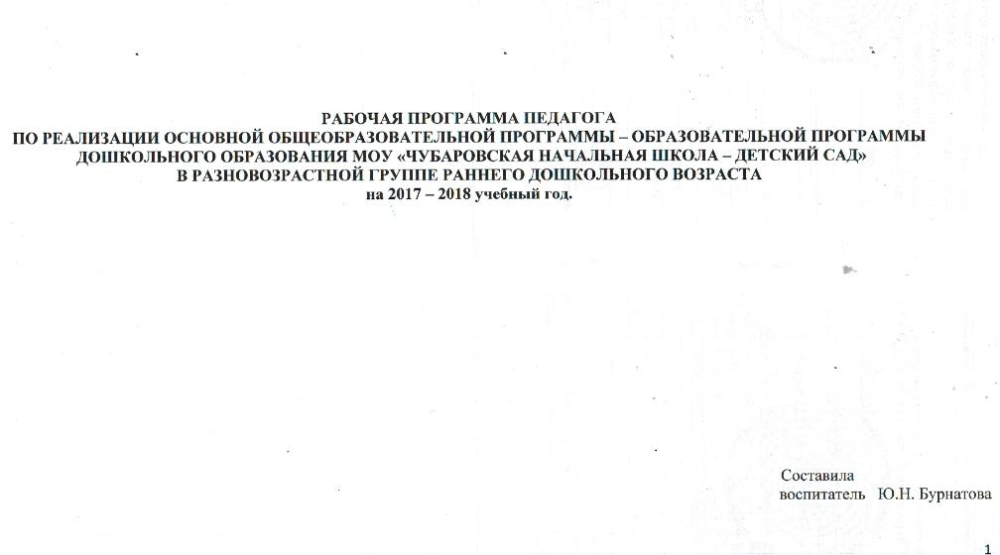 РАБОЧАЯ ПРОГРАММА ПЕДАГОГА
ПО РЕАЛИЗАЦИИ ОСНОВНОЙ ОБЩЕОБРАЗОВАТЕЛЬНОЙ ПРОГРАММЫ – ОБРАЗОВАТЕЛЬНОЙ ПРОГРАММЫ
ДОШКОЛЬНОГО ОБРАЗОВАНИЯ МОУ «ЧУБАРОВСКАЯ НАЧАЛЬНАЯ ШКОЛА – ДЕТСКИЙ САД»
В РАЗНОВОЗРАСТНОЙ ГРУППЕ РАННЕГО ДОШКОЛЬНОГО ВОЗРАСТА
на 2017 – 2018 учебный год.
Составила
воспитатель Ю.Н. Бурнатова
1